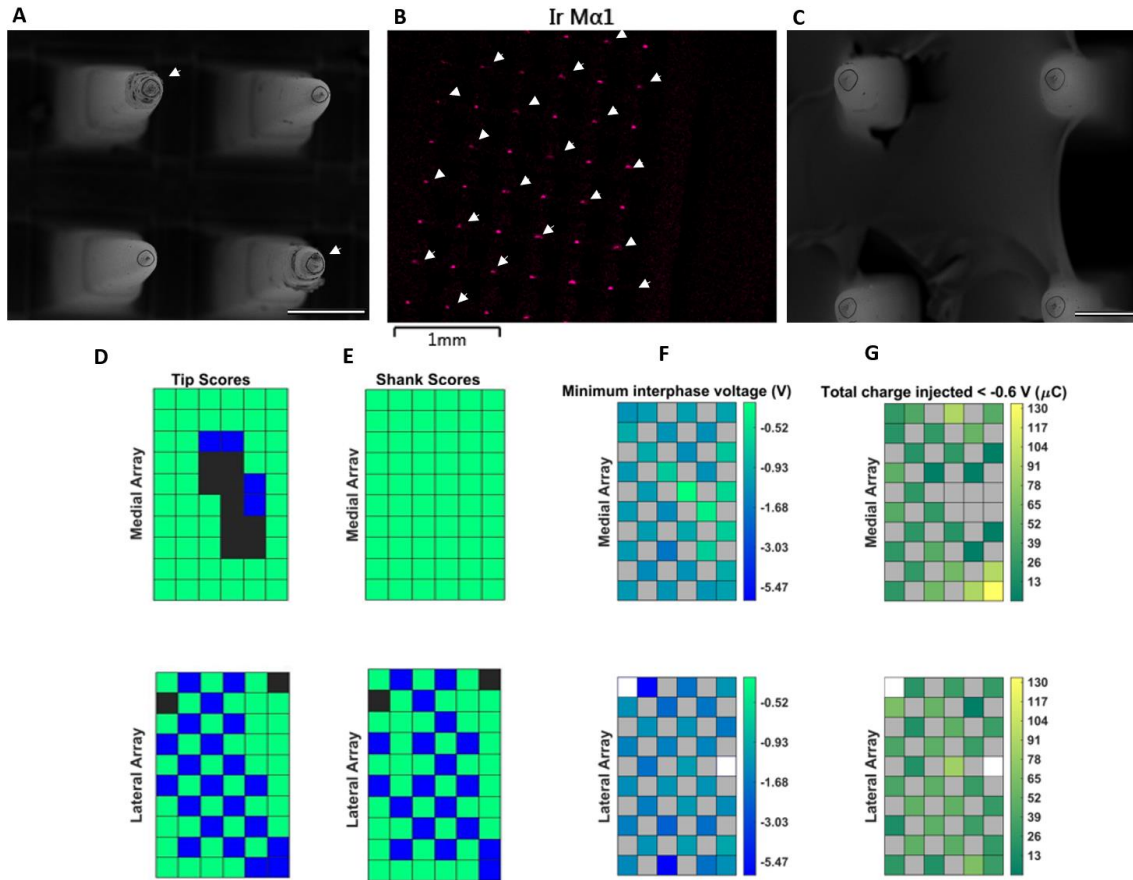 A
B
Ir Mα1
C
1mm
D
E
F
G
Tip Scores
Shank Scores
Minimum interphase voltage (V)
Total charge injected < -0.6 V (μC)
Medial Array
Medial Array
Medial Array
Medial Array
-0.52
-0.93
-1.68
-3.03
-5.47
130
117
104
91
78
65
52
39
26
13
Lateral Array
Lateral Array
Lateral Array
Lateral Array
-0.52
-0.93
-1.68
-3.03
-5.47
130
117
104
91
78
65
52
39
26
13